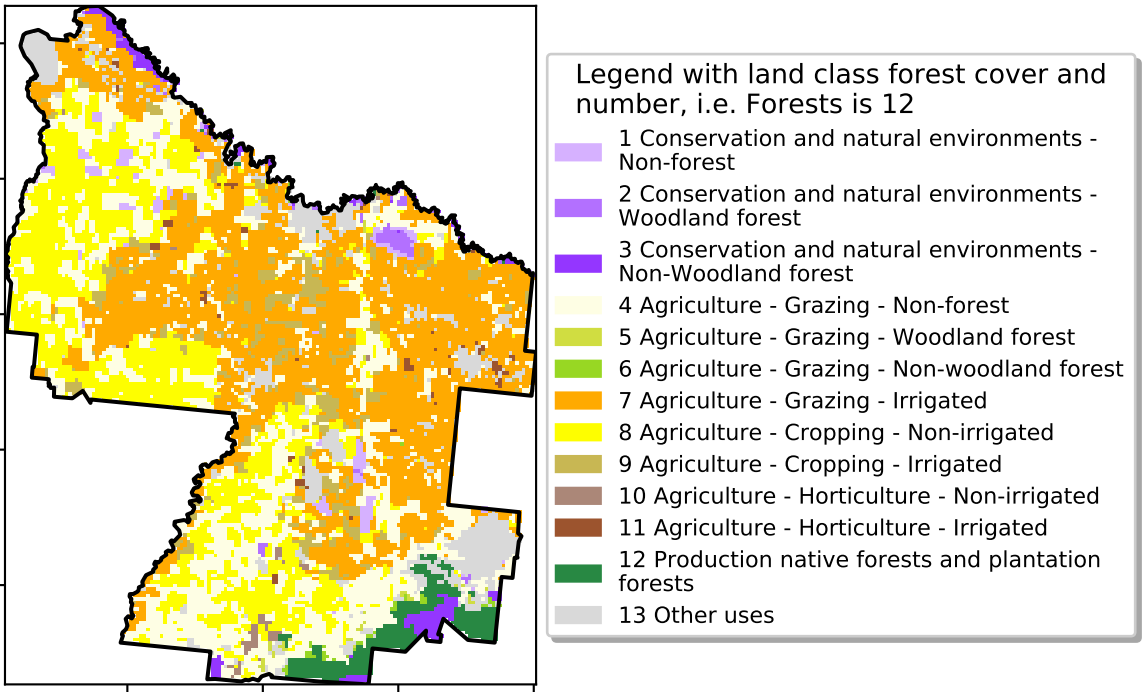 Legend with land class forest cover and
number, i.e. Forests is 12
1 Conservation and natural environments -
Non-forest
2 Conservation and natural environments -
Woodland forest
3 Conservation and natural environments -
Non-Woodland forest
4 Agriculture - Grazing - Non-forest
5 Agriculture - Grazing - Woodland forest
6 Agriculture - Grazing - Non-woodland forest
7 Agriculture - Grazing - Irrigated
8 Agriculture - Cropping - Non-irrigated
9 Agriculture - Cropping - Irrigated
10 Agriculture - Horticulture - Non-irrigated
11 Agriculture - Horticulture - Irrigated
12 Production native forests and plantation
forests
13 Other uses